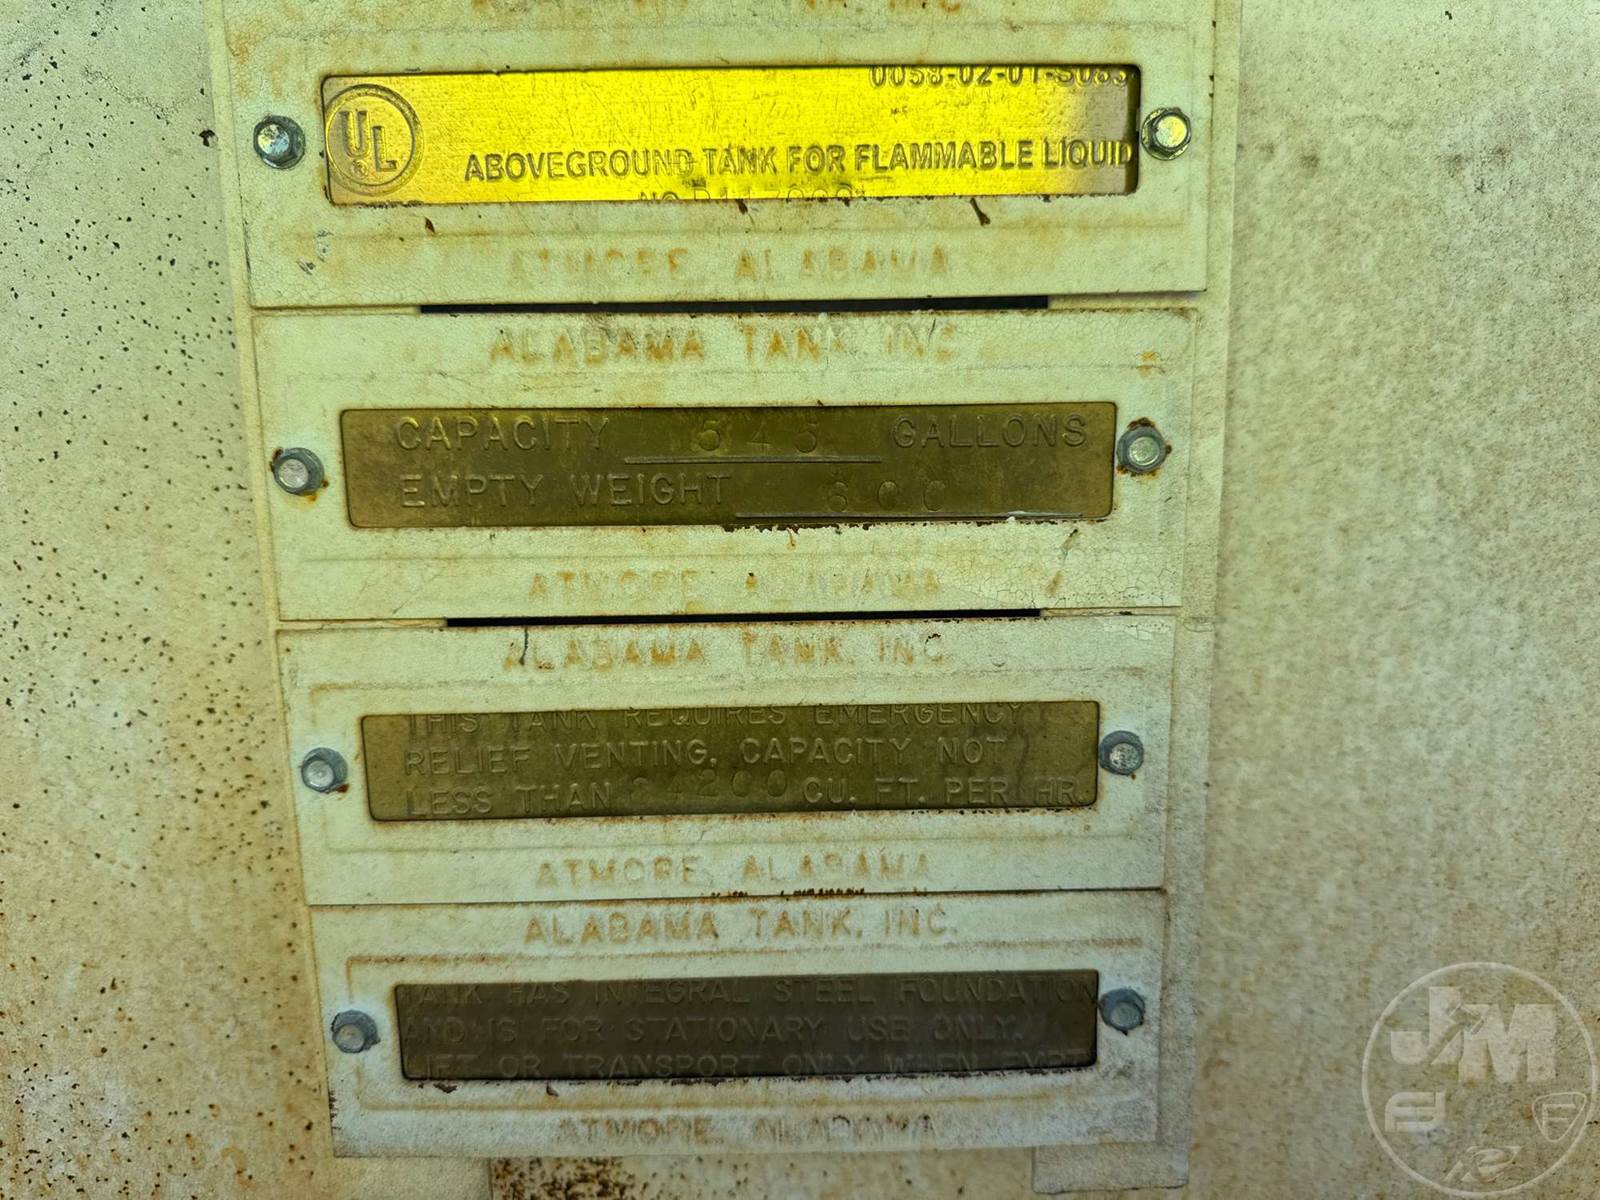 UL
ABOVEGROUND TANK FOR FLAMMABLE LIQUID
ATMORE, ALABAMA
ALABAMA TANK, INC
CAPACITY 545 GALLONS
EMPTY WEIGHT 600
ATMORE, ALABAMA
ALABAMA TANK, INC.
THIS TANK REQUIRES EMERGENCY
RELIEF VENTING, CAPACITY NOT
LESS THAN 24200 CU. FT. PER HR.
ATMORE, ALABAMA
ALABAMA TANK, INC.
TANK HAS INTEGRAL STEEL FOUNDATION
AND IS FOR STATIONARY USE ONLY.
LIFT OR TRANSPORT ONLY WHEN EMPTY
ATMORE, ALABAMA
JM